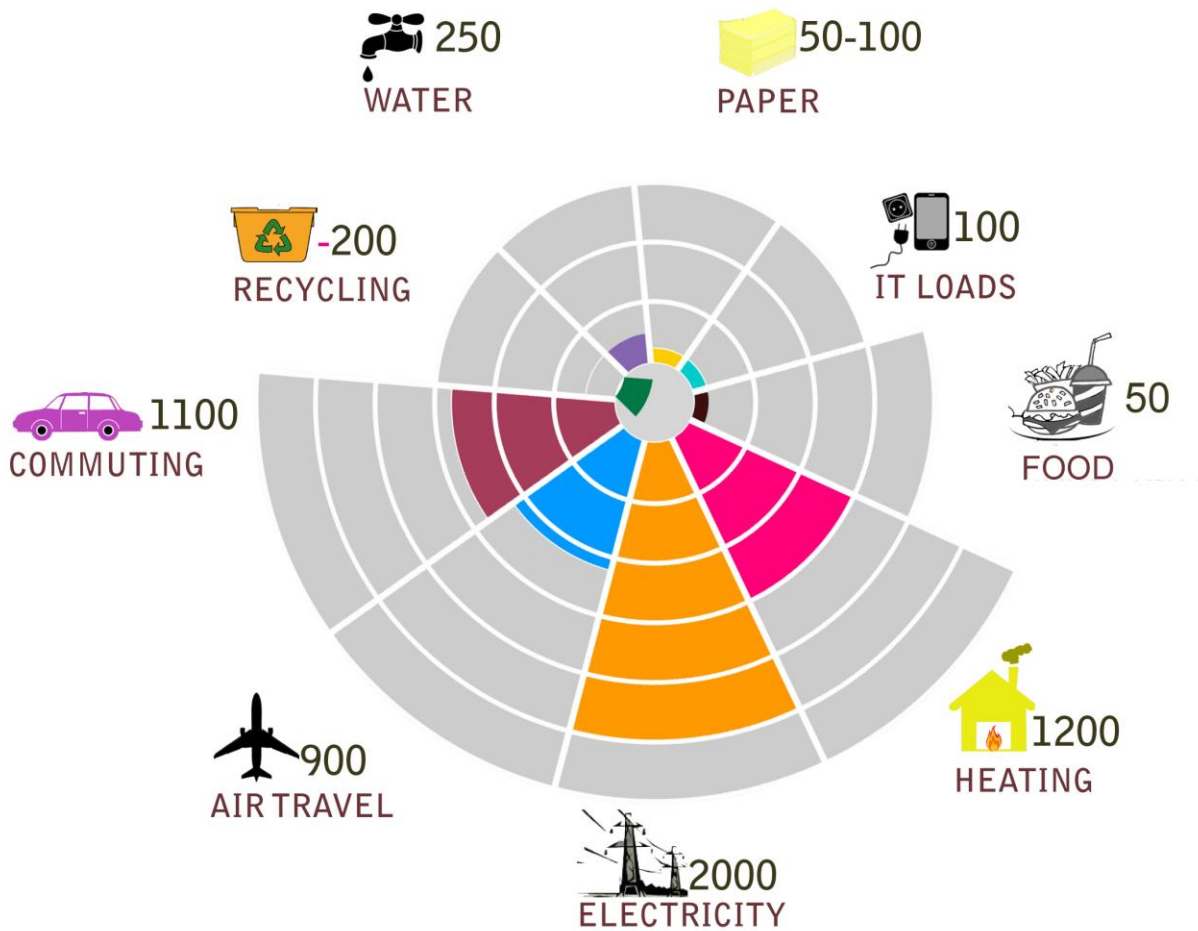 250
WATER
50-100
PAPER
-200
RECYCLING
100
IT LOADS
1100
COMMUTING
50
FOOD
900
AIR TRAVEL
1200
HEATING
2000
ELECTRICITY